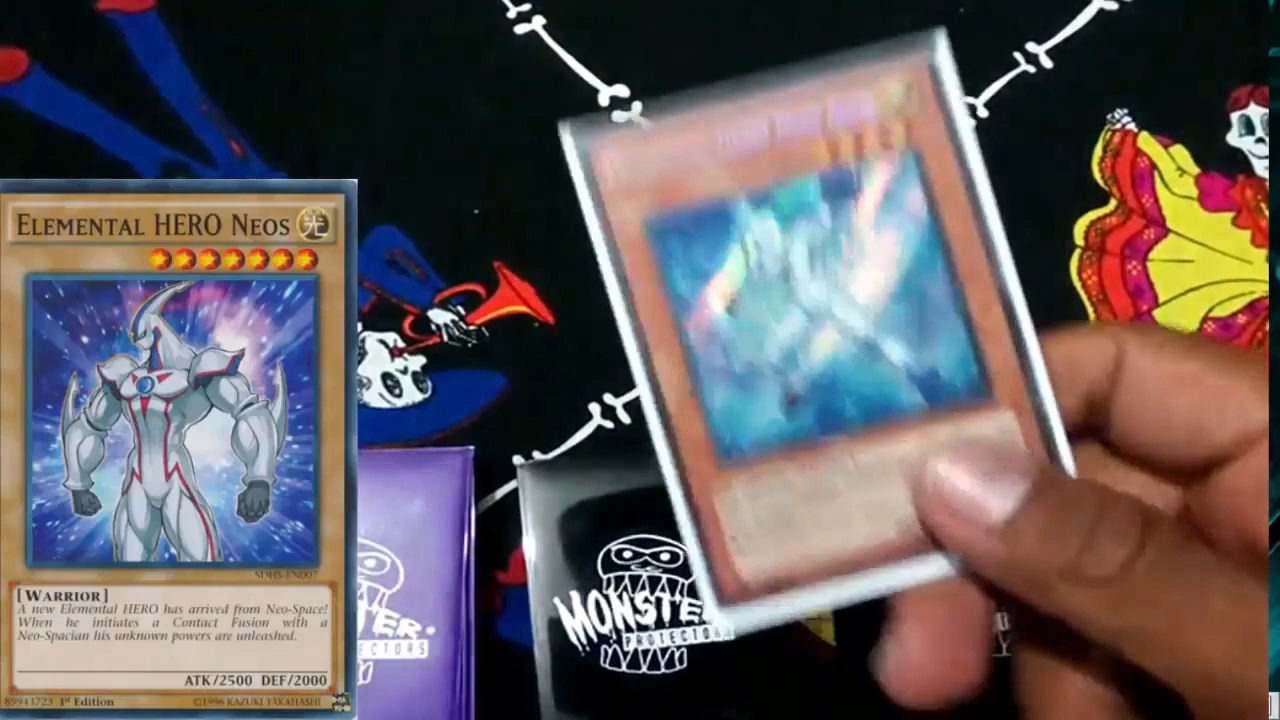 ELEMENTAL HERO NEOS
光
SDHS-EN007
[WARRIOR]
A new Elemental HERO has arrived from Neo-Space!
When he initiates a Contact Fusion with a
Neo-Spacian his unknown powers are unleashed.
ATK/2500 DEF/2000
89943723 1st Edition
©1996 KAZUKI TAKAHASHI
MONSTER
PROTECTORS